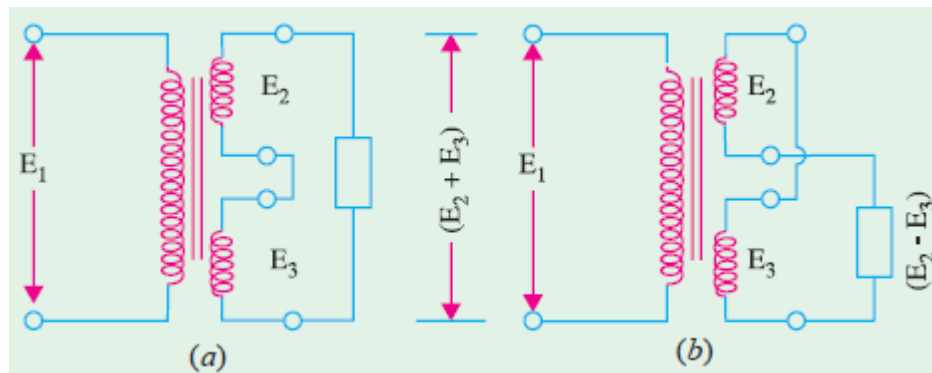 E₂
E₁
E₃
(a)
(E₂ + E₃)
E₂
E₁
E₃
(E₂ - E₃)
(b)